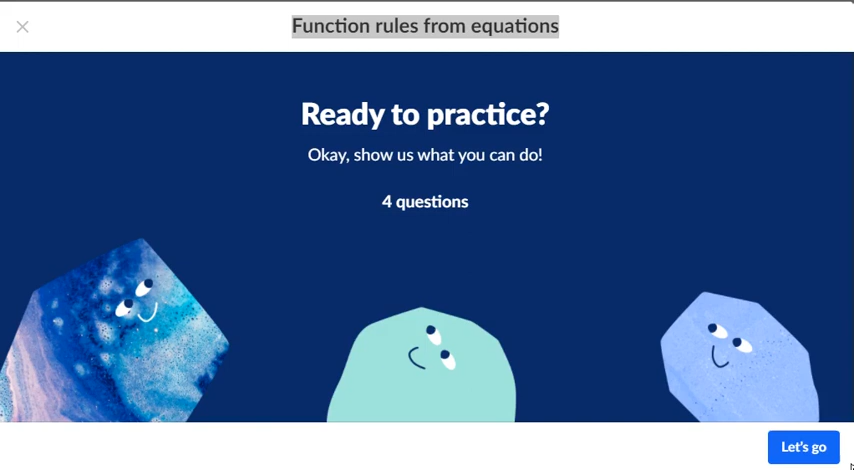 Function rules from equations
Ready to practice?
Okay, show us what you can do!
4 questions
Let's go